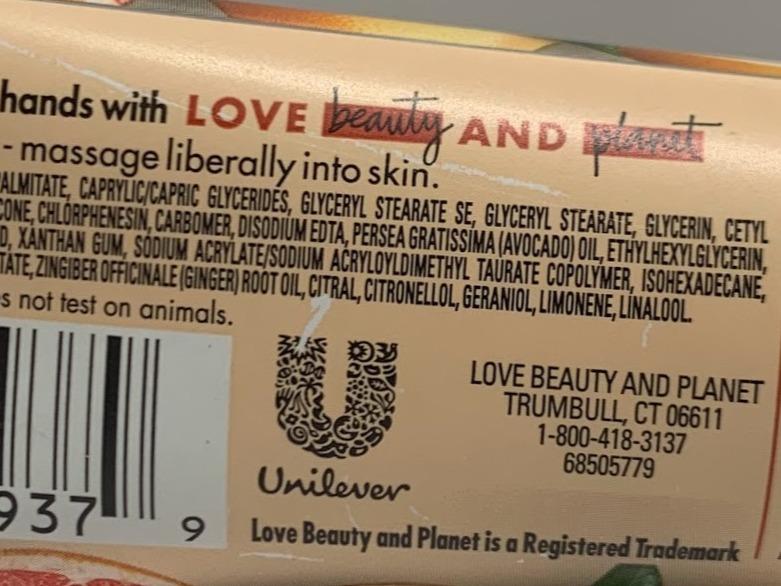 hands with LOVE beauty AND planet
- massage liberally into skin.
ALMITATE, CAPRYLIC/CAPRIC GLYCERIDES, GLYCERYL STEARATE SE, GLYCERYL STEARATE, GLYCERIN, CETYL
CONE, CHLORPHENESIN, CARBOMER, DISODIUM EDTA, PERSEA GRATISSIMA (AVOCADO) OIL, ETHYLHEXYLGLYCERIN,
D, XANTHAN GUM, SODIUM ACRYLATE/SODIUM ACRYLOYLDIMETHYL TAURATE COPOLYMER, ISOHEXADECANE,
TATE, ZINGIBER OFFICINALE (GINGER) ROOT OIL, CITRAL, CITRONELLOL, GERANIOL, LIMONENE, LINALOOL.
s not test on animals.
LOVE BEAUTY AND PLANET
TRUMBULL, CT 06611
1-800-418-3137
68505779
Unilever
937 9
Love Beauty and Planet is a Registered Trademark